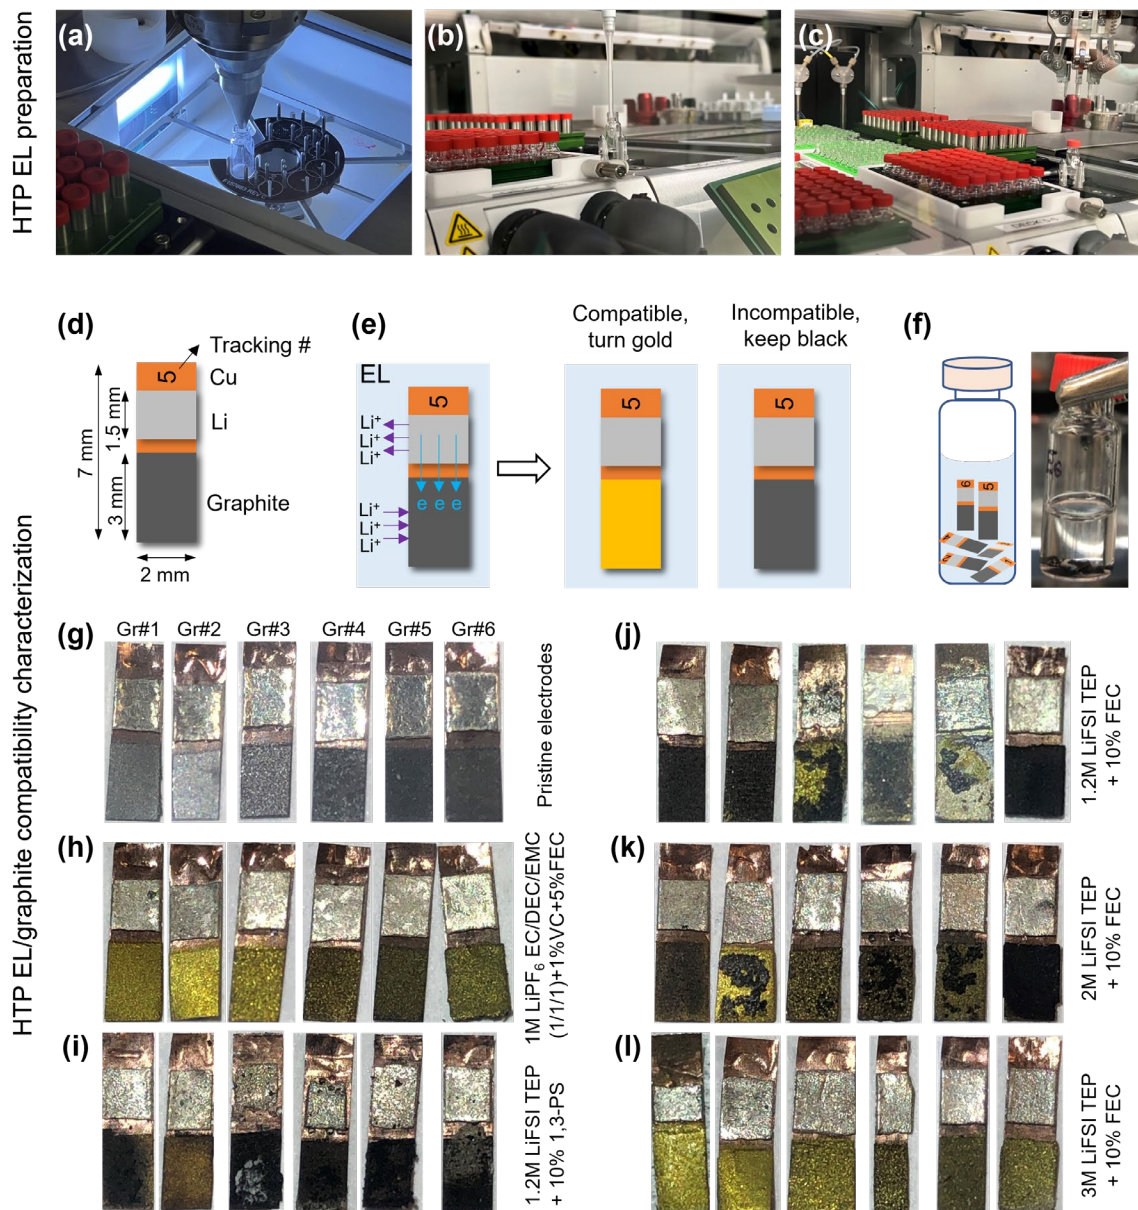 HTP EL preparation
(a)
(b)
(c)
(d)
Tracking #
5
Cu
Li
Graphite
7 mm
1.5 mm
3 mm
2 mm
(e)
EL
5
Li⁺
Li⁺
Li⁺
e e e
Li⁺
Li⁺
Li⁺
Compatible,
turn gold
5
Incompatible,
keep black
5
(f)
6
5
HTP EL/graphite compatibility characterization
(g)
Gr#1 Gr#2 Gr#3 Gr#4 Gr#5 Gr#6
Pristine electrodes
(h)
1M LiPF₆ EC/DEC/EMC
(1/1/1)+1%VC+5%FEC
(i)
1.2M LiFSI TEP
+ 10% 1,3-PS
(j)
1.2M LiFSI TEP
+ 10% FEC
(k)
2M LiFSI TEP
+ 10% FEC
(l)
3M LiFSI TEP
+ 10% FEC